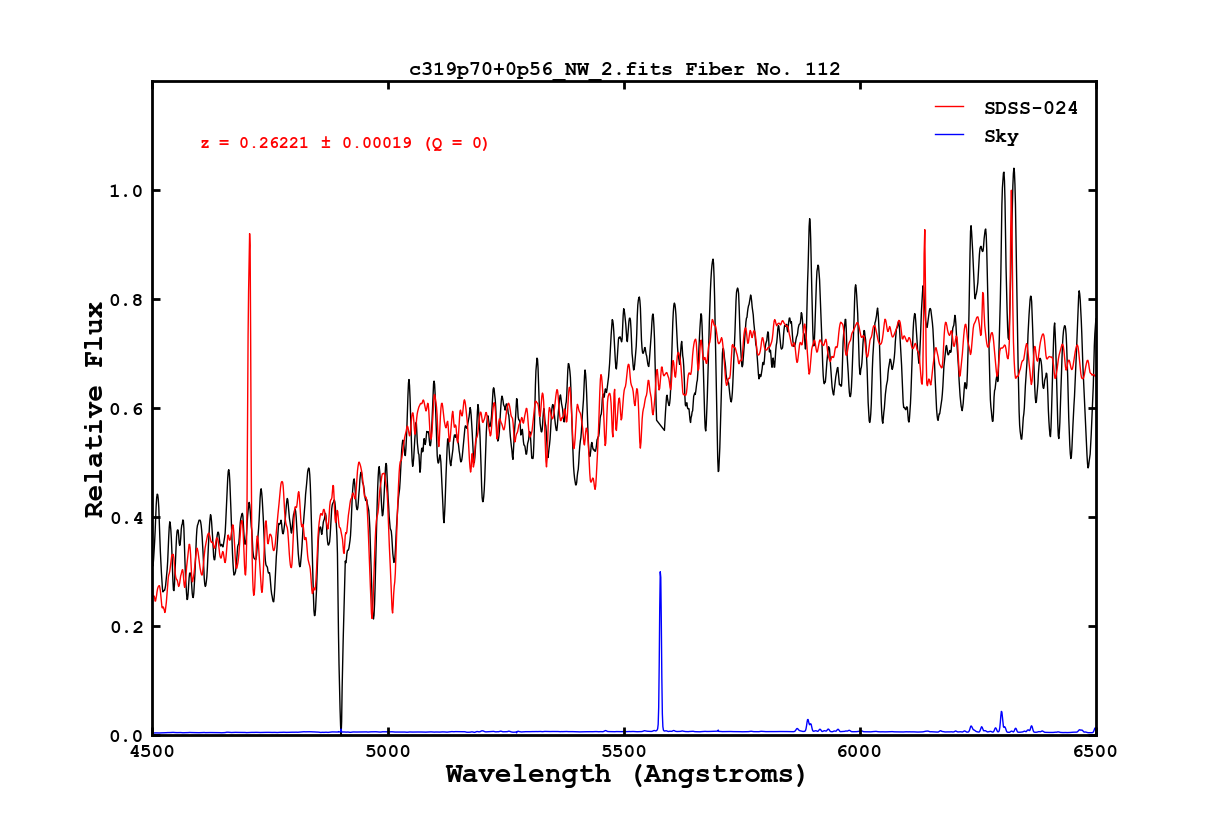 c319p70+0p56_NW_2.fits Fiber No. 112
SDSS-024
Sky
z = 0.26221 ± 0.00019 (Q = 0)
1.0
0.8
0.6
0.4
0.2
0.0
Relative Flux
4500
5000
5500
6000
6500
Wavelength (Angstroms)